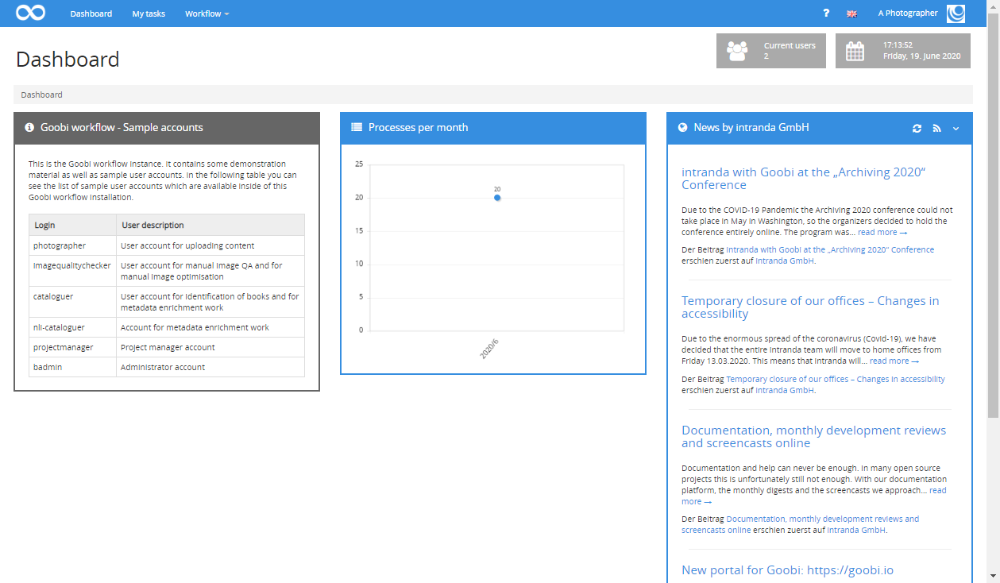 Dashboard My tasks Workflow ? A Photographer
Dashboard
Current users
2
17:13:52
Friday, 19. June 2020
Dashboard
Goobi workflow - Sample accounts
This is the Goobi workflow instance. It contains some demonstration
material as well as sample user accounts. In the following table you can
see the list of sample user accounts which are available inside of this
Goobi workflow installation.
Login User description
photographer User account for uploading content
imagequalitychecker User account for manual image QA and for
manual image optimisation
cataloguer User account for identification of books and for
metadata enrichment work
nli-cataloguer Account for metadata enrichment work
projectmanager Project manager account
badmin Administrator account
Processes per month
25
20
15
10
5
0
20
2020/6
News by intranda GmbH
intranda with Goobi at the „Archiving 2020“
Conference
Due to the COVID-19 Pandemic the Archiving 2020 conference could not
take place in May in Washington, so the organizers decided to hold the
conference entirely online. The program was... read more →
Der Beitrag intranda with Goobi at the „Archiving 2020“ Conference
erschien zuerst auf intranda GmbH.
Temporary closure of our offices – Changes in
accessibility
Due to the enormous spread of the coronavirus (Covid-19), we have
decided that the entire intranda team will move to home offices from
Friday 13.03.2020. This means that intranda will... read more →
Der Beitrag Temporary closure of our offices – Changes in accessibility
erschien zuerst auf intranda GmbH.
Documentation, monthly development reviews
and screencasts online
Documentation and help can never be enough. In many open source
projects this is unfortunately still not enough. With our documentation
platform, the monthly digests and the screencasts we approach... read
more →
Der Beitrag Documentation, monthly development reviews and
screencasts online erschien zuerst auf intranda GmbH.
New portal for Goobi: https://goobi.io